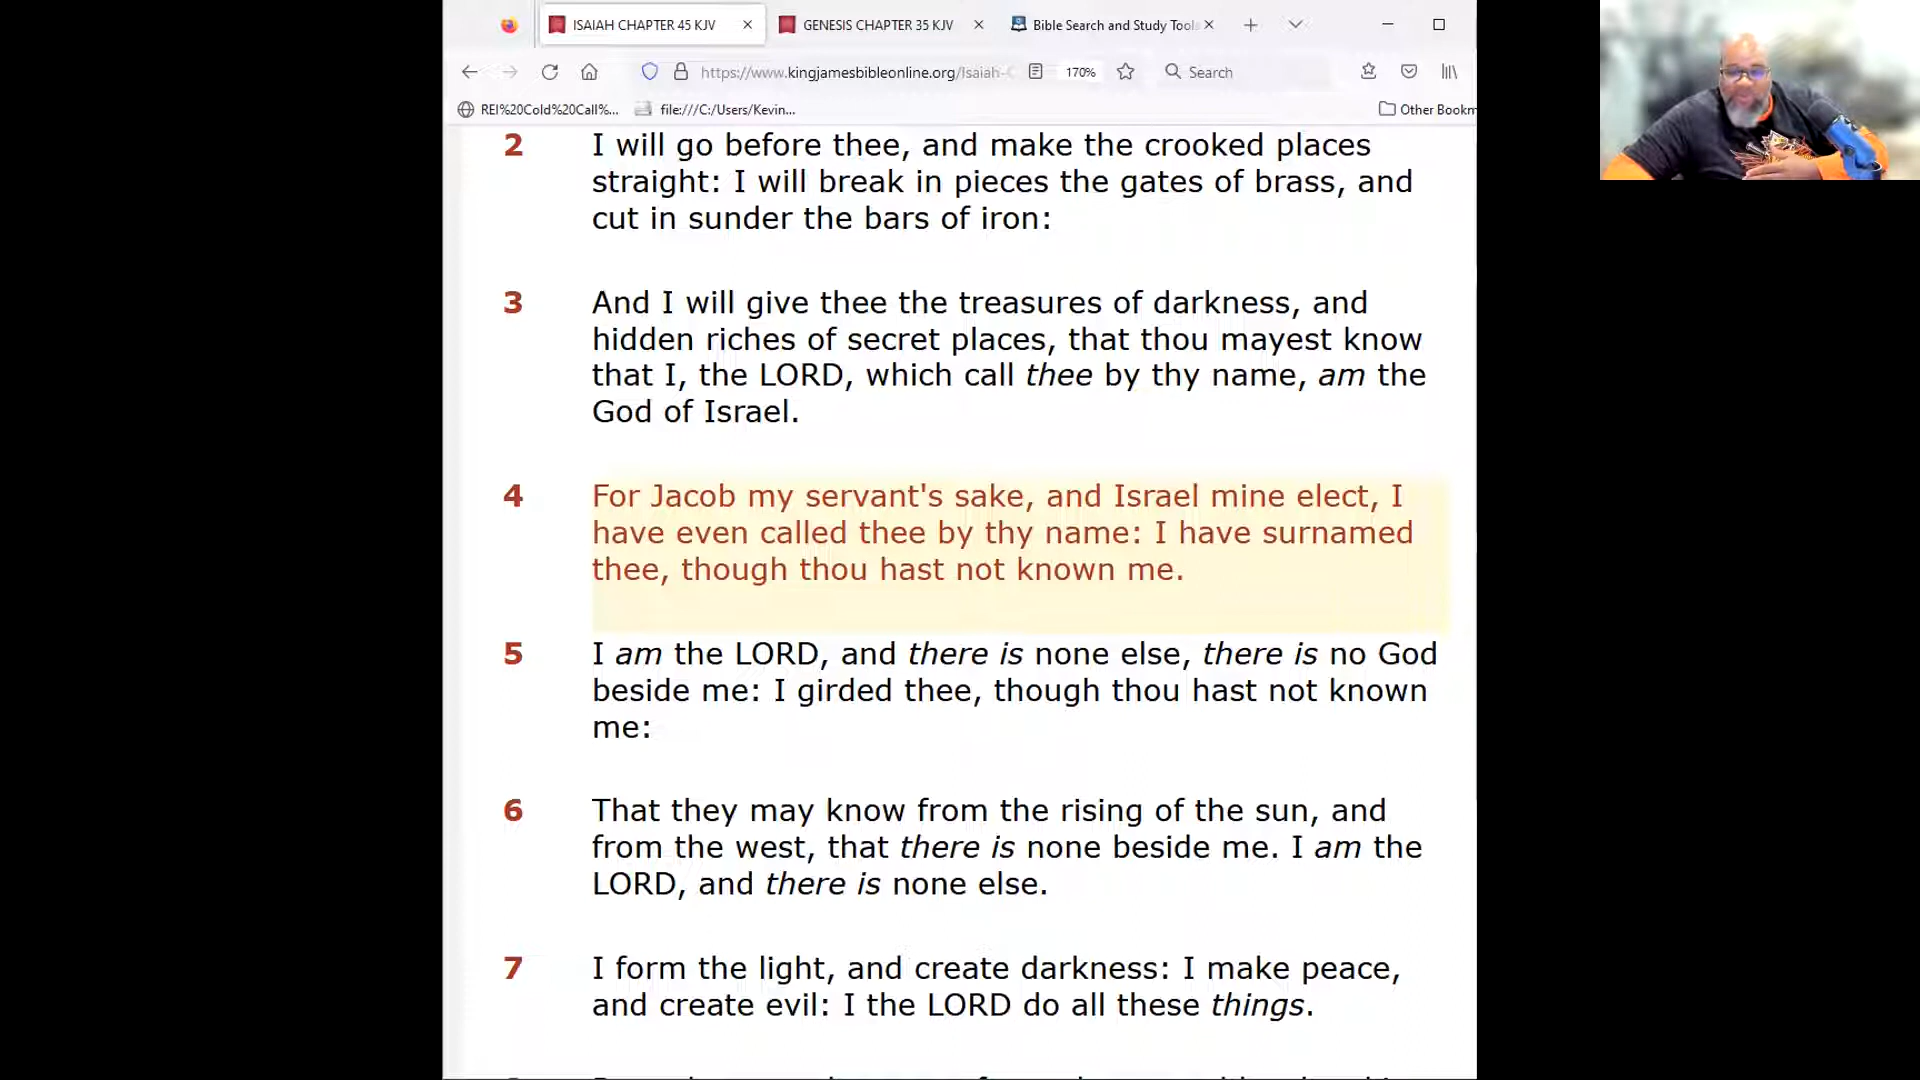 ISAIAH CHAPTER 45 KJV
GENESIS CHAPTER 35 KJV
Bible Search and Study Tools
https://www.kingjamesbibleonline.org/Isaiah-
170%
Search
REI%20Cold%20Call%...
file:///C:/Users/Kevin...
Other Bookm
2 I will go before thee, and make the crooked places
straight: I will break in pieces the gates of brass, and
cut in sunder the bars of iron:
3 And I will give thee the treasures of darkness, and
hidden riches of secret places, that thou mayest know
that I, the LORD, which call thee by thy name, am the
God of Israel.
4 For Jacob my servant's sake, and Israel mine elect, I
have even called thee by thy name: I have surnamed
thee, though thou hast not known me.
5 I am the LORD, and there is none else, there is no God
beside me: I girded thee, though thou hast not known
me:
6 That they may know from the rising of the sun, and
from the west, that there is none beside me. I am the
LORD, and there is none else.
7 I form the light, and create darkness: I make peace,
and create evil: I the LORD do all these things.